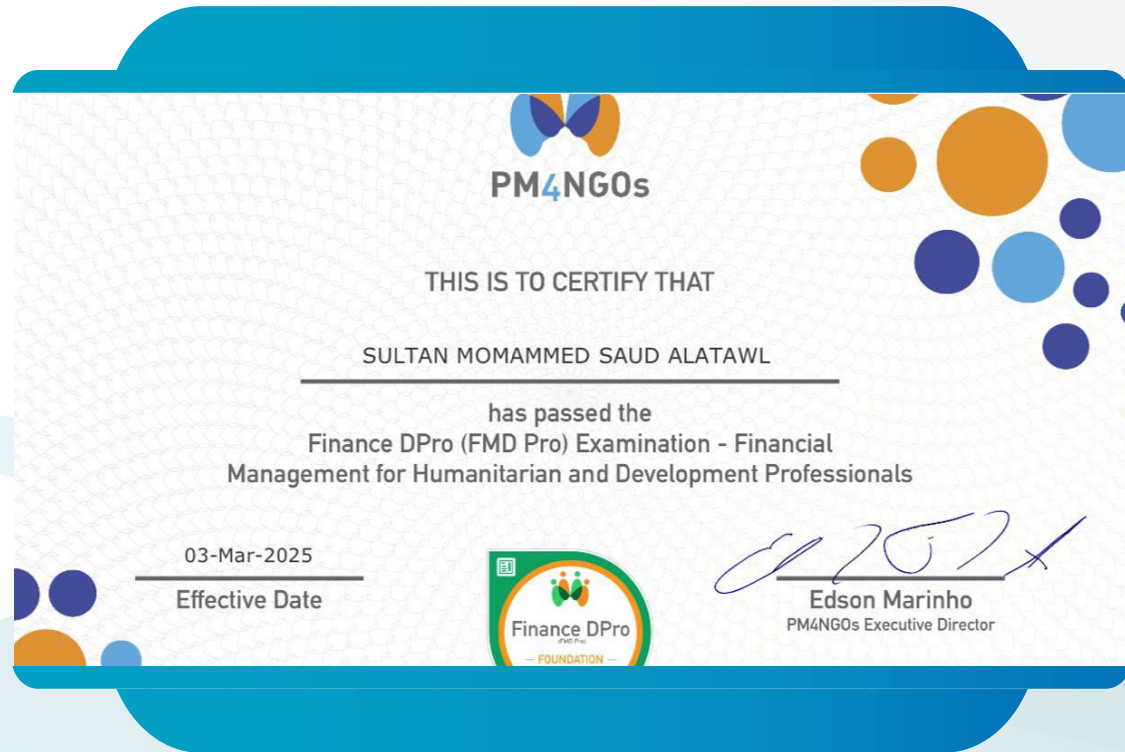 PM4NGOs
THIS IS TO CERTIFY THAT
SULTAN MOMAMMED SAUD ALATAWL
has passed the
Finance DPro (FMD Pro) Examination - Financial
Management for Humanitarian and Development Professionals
03-Mar-2025
Effective Date
Finance DPro
(FMD Pro)
— FOUNDATION —
Edson Marinho
PM4NGOs Executive Director